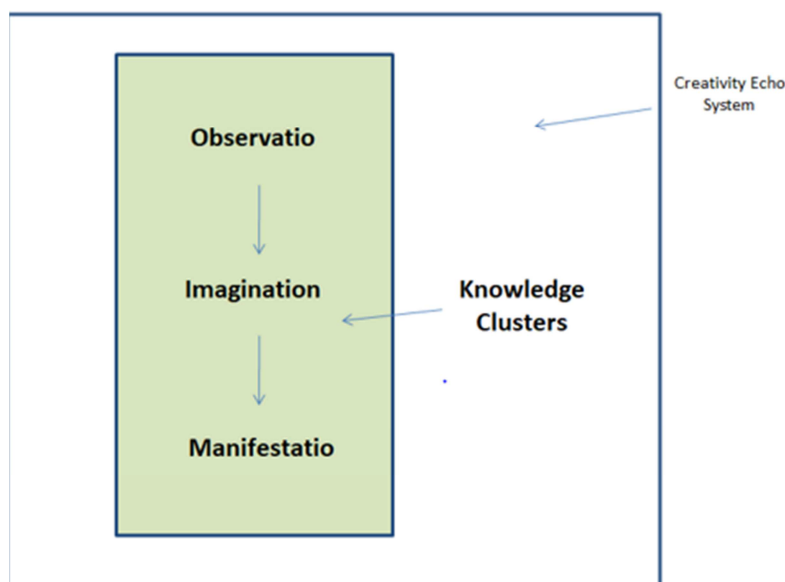 Creativity Echo
System
Observatio
Imagination
Knowledge
Clusters
Manifestatio